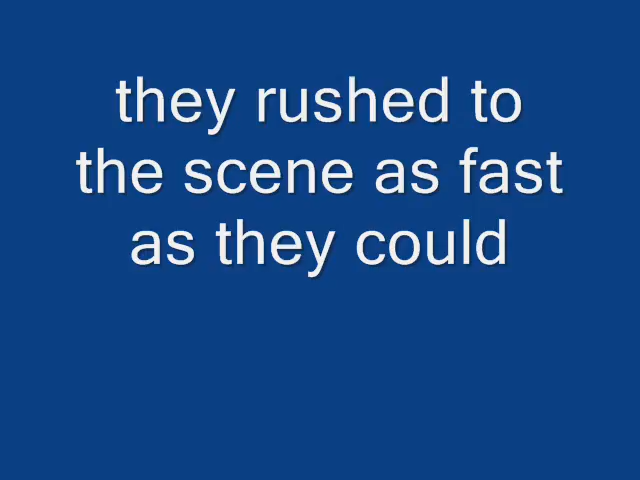 they rushed to
the scene as fast
as they could